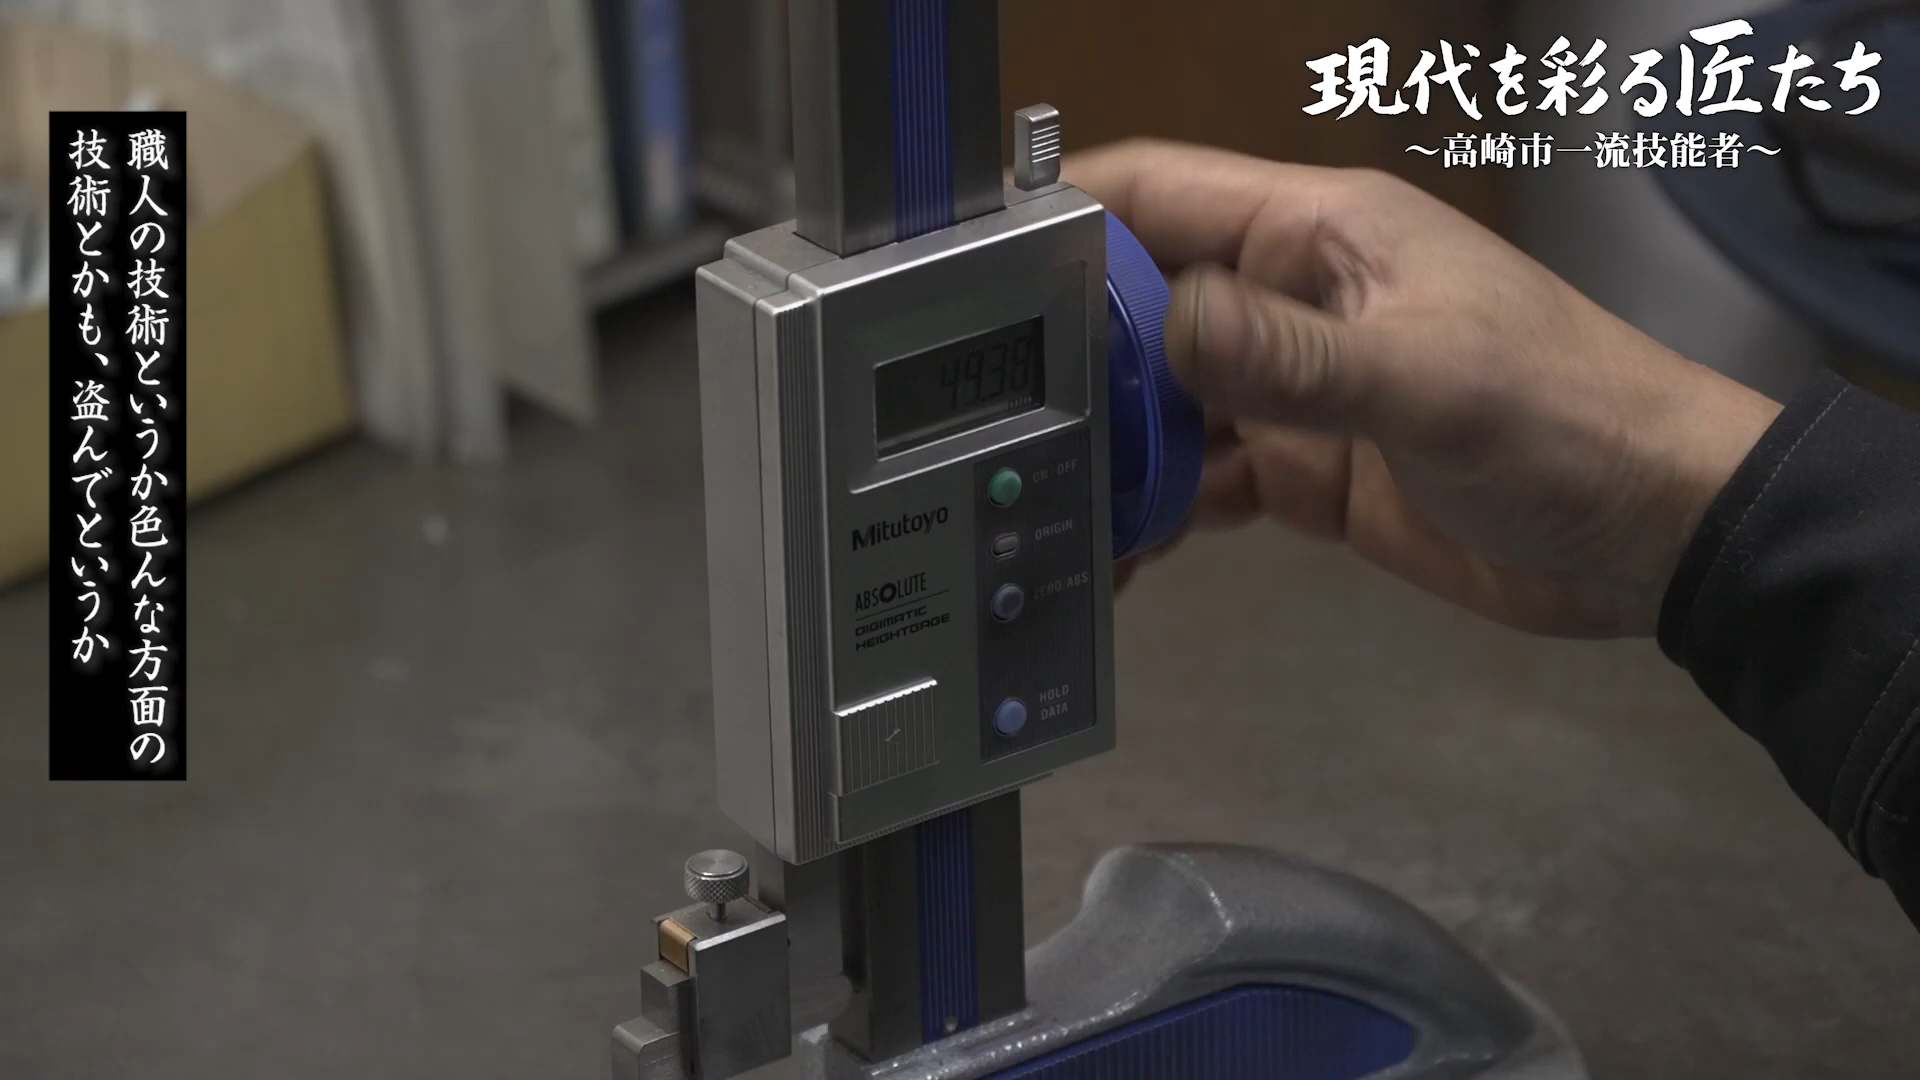 現代を彩る匠たち
～高崎市一流技能者～
職人の技術というか色んな方面の
技術とかも、盗んでというか
49.38
ON/OFF
ORIGIN
ZERO/ABS
HOLD
DATA
Mitutoyo
ABSOLUTE
DIGIMATIC
HEIGHTGAGE